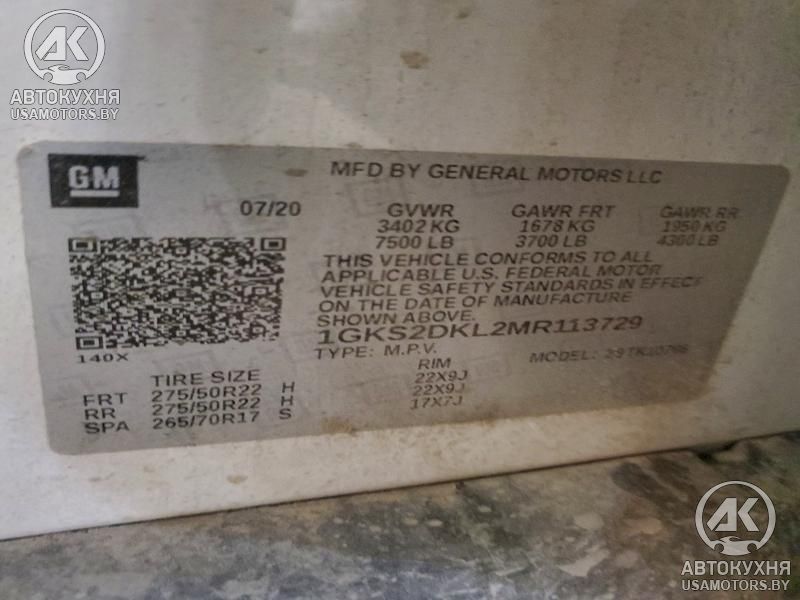 AK
АВТОКУХНЯ
USAMOTORS.BY
GM
MFD BY GENERAL MOTORS LLC
07/20 GVWR GAWR FRT GAWR RR
3402 KG 1678 KG 1950 KG
7500 LB 3700 LB 4300 LB
THIS VEHICLE CONFORMS TO ALL
APPLICABLE U.S. FEDERAL MOTOR
VEHICLE SAFETY STANDARDS IN EFFECT
ON THE DATE OF MANUFACTURE
SHOWN ABOVE.
1GKS2DKL2MR113729
140X
TYPE: M.P.V. MODEL:
TIRE SIZE RIM
FRT 275/50R22 H 22X9J
RR 275/50R22 H 22X9J
SPA 265/70R17 S 17X7J
AK
АВТОКУХНЯ
USAMOTORS.BY